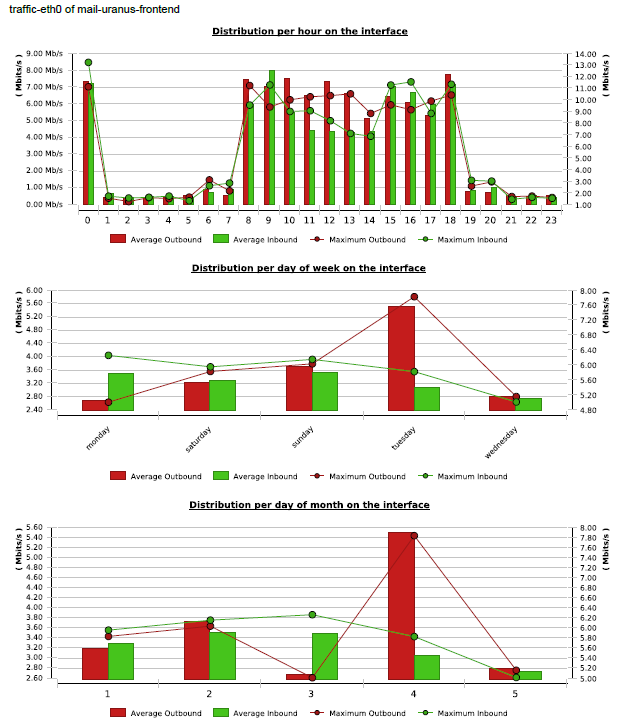 traffic-eth0 of mail-uranus-frontend
Distribution per hour on the interface
( Mbits/s )
9.00 Mb/s
8.00 Mb/s
7.00 Mb/s
6.00 Mb/s
5.00 Mb/s
4.00 Mb/s
3.00 Mb/s
2.00 Mb/s
1.00 Mb/s
0.00 Mb/s
14.00
13.00
12.00
11.00
10.00
9.00
8.00
7.00
6.00
5.00
4.00
3.00
2.00
1.00
( Mbits/s )
0 1 2 3 4 5 6 7 8 9 10 11 12 13 14 15 16 17 18 19 20 21 22 23
Average Outbound Average Inbound Maximum Outbound Maximum Inbound
Distribution per day of week on the interface
( Mbits/s )
6.00
5.60
5.20
4.80
4.40
4.00
3.60
3.20
2.80
2.40
8.00
7.60
7.20
6.80
6.40
6.00
5.60
5.20
4.80
( Mbits/s )
monday saturday sunday tuesday wednesday
Average Outbound Average Inbound Maximum Outbound Maximum Inbound
Distribution per day of month on the interface
( Mbits/s )
5.60
5.40
5.20
5.00
4.80
4.60
4.40
4.20
4.00
3.80
3.60
3.40
3.20
3.00
2.80
2.60
8.00
7.80
7.60
7.40
7.20
7.00
6.80
6.60
6.40
6.20
6.00
5.80
5.60
5.40
5.20
5.00
( Mbits/s )
1 2 3 4 5
Average Outbound Average Inbound Maximum Outbound Maximum Inbound